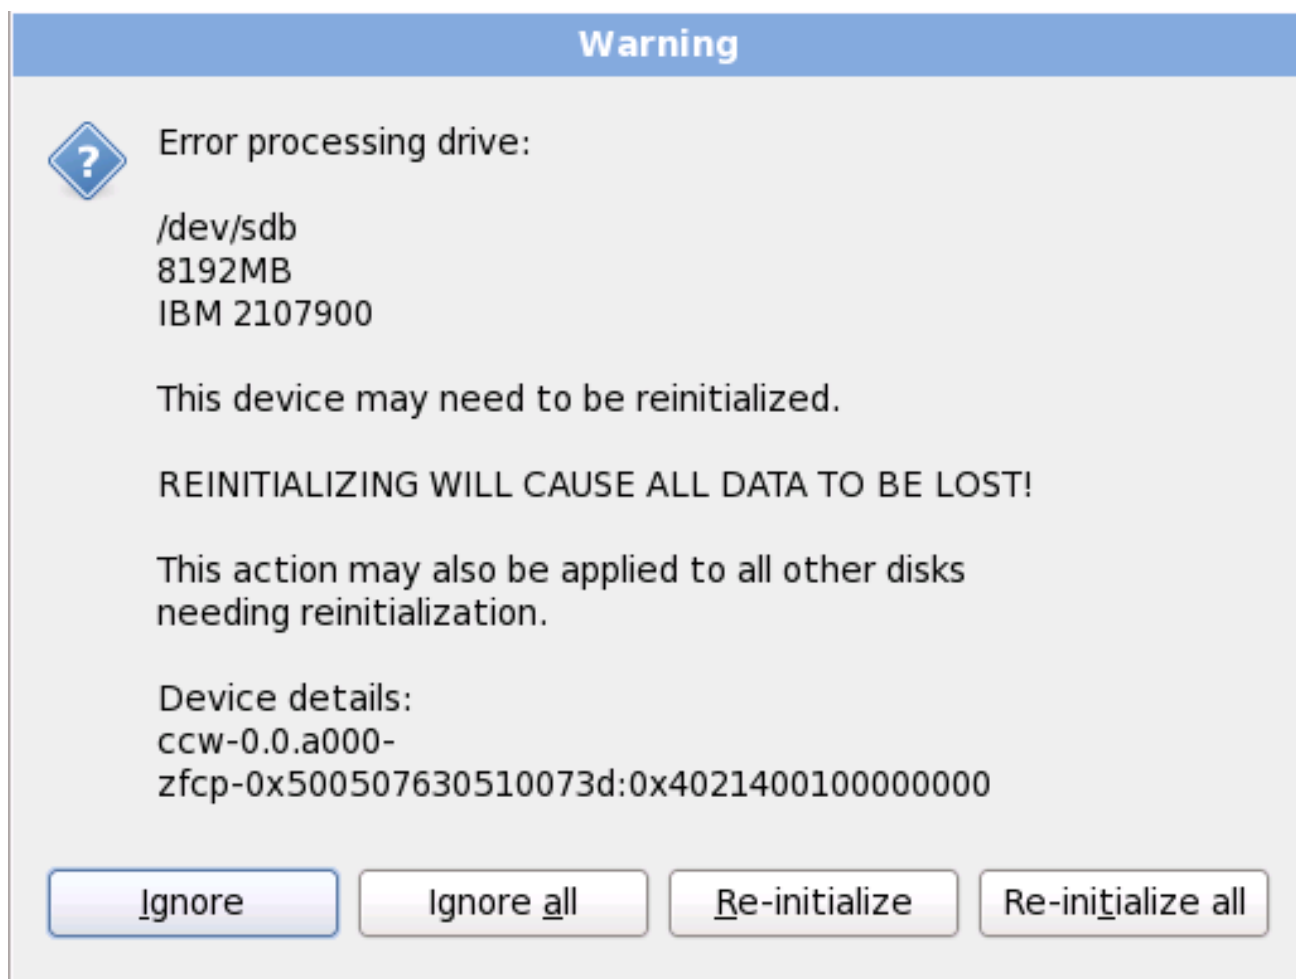 Warning
?
Error processing drive:
/dev/sdb
8192MB
IBM 2107900
This device may need to be reinitialized.
REINITIALIZING WILL CAUSE ALL DATA TO BE LOST!
This action may also be applied to all other disks
needing reinitialization.
Device details:
ccw-0.0.a000-
zfcp-0x500507630510073d:0x4021400100000000
Ignore
Ignore all
Re-initialize
Re-initialize all